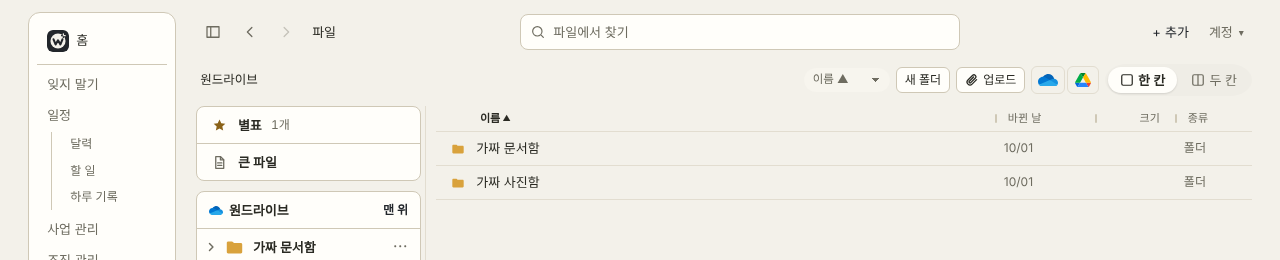 홈
파일
파일에서 찾기
+ 추가
계정 ▼
잊지 말기
일정
달력
할 일
하루 기록
사업 관리
원드라이브
이름 ▲
새 폴더
업로드
한 칸
두 칸
별표 1개
큰 파일
원드라이브 맨 위
가짜 문서함 ···
이름 ▲ 바뀐 날 크기 종류
가짜 문서함 10/01 폴더
가짜 사진함 10/01 폴더